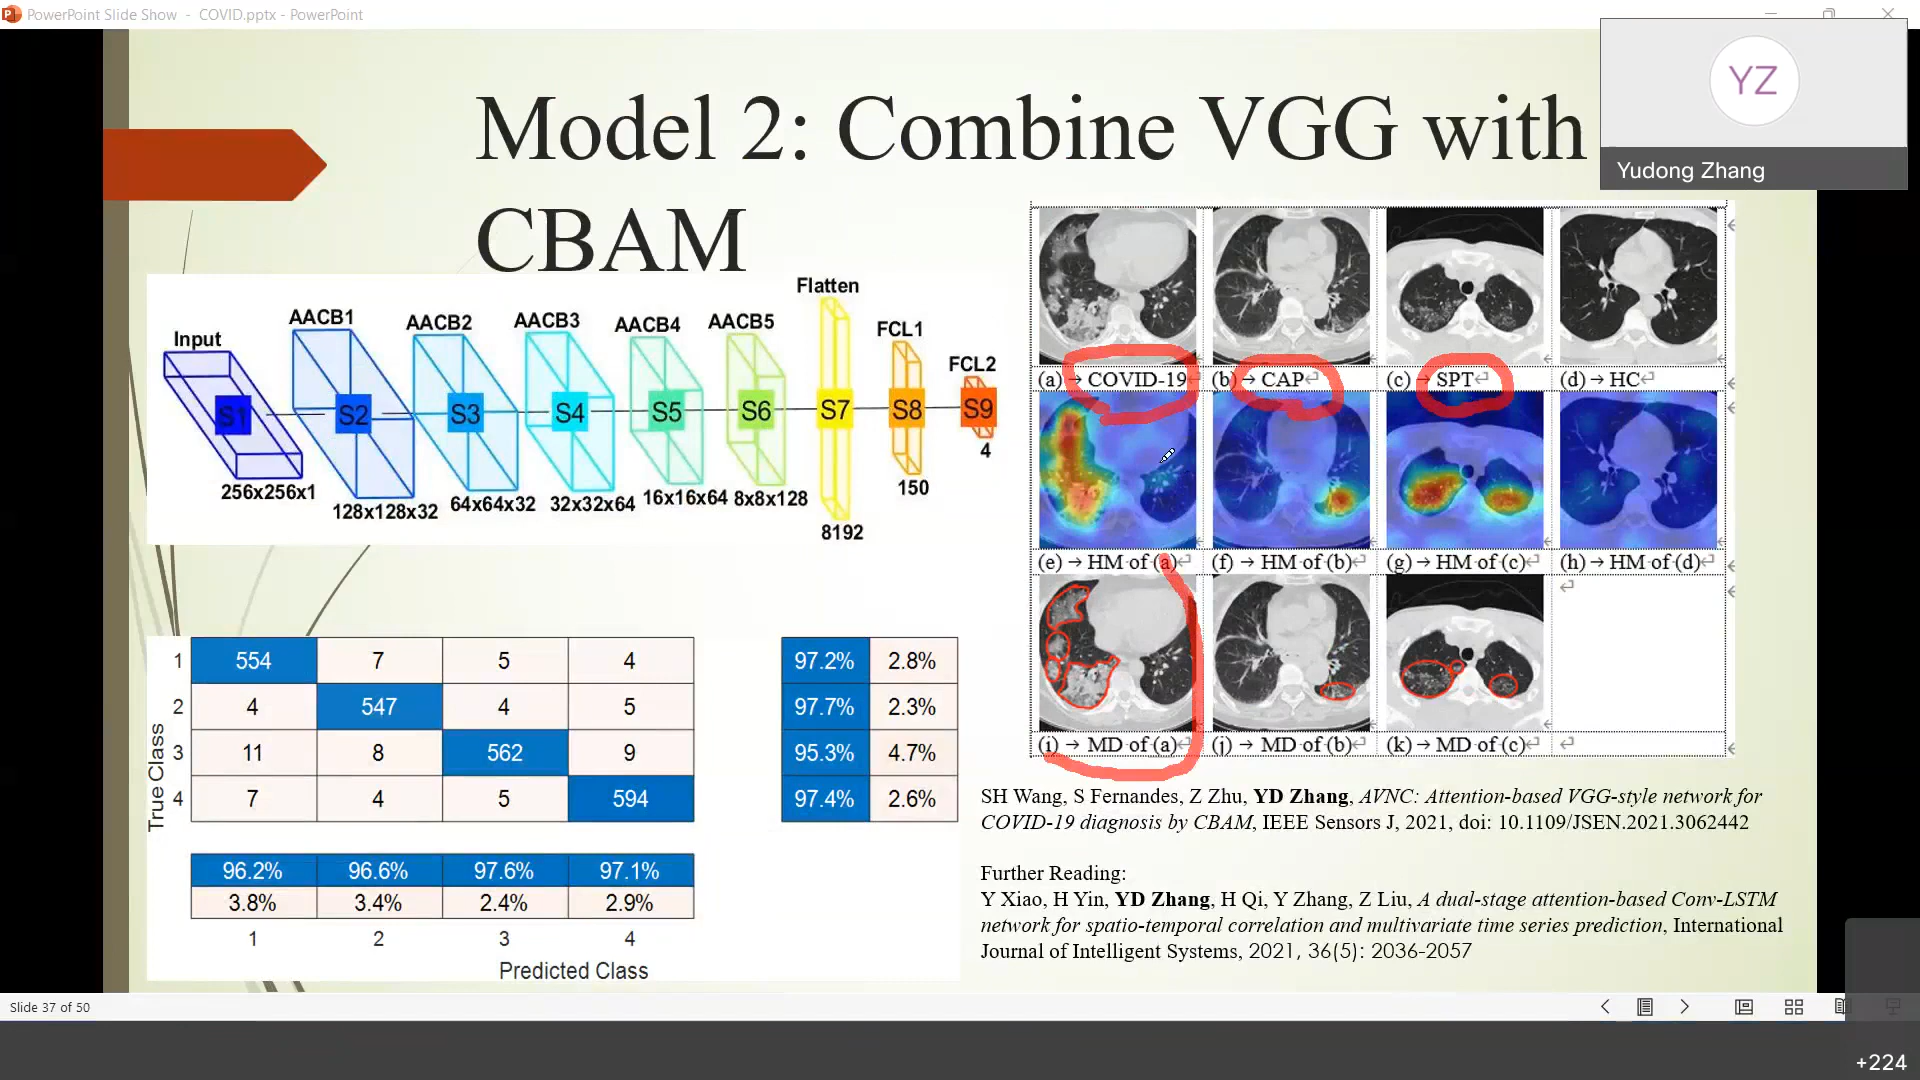 PowerPoint Slide Show - COVID.pptx - PowerPoint
YZ
Yudong Zhang
Model 2: Combine VGG with
CBAM
Input
AACB1
AACB2
AACB3
AACB4
AACB5
Flatten
FCL1
FCL2
S1
S2
S3
S4
S5
S6
S7
S8
S9
256x256x1
128x128x32
64x64x32
32x32x64
16x16x64
8x8x128
8192
150
4
1 554 7 5 4 97.2% 2.8%
2 4 547 4 5 97.7% 2.3%
3 11 8 562 9 95.3% 4.7%
4 7 4 5 594 97.4% 2.6%
True Class
96.2% 96.6% 97.6% 97.1%
3.8% 3.4% 2.4% 2.9%
1 2 3 4
Predicted Class
(a) → COVID-19 (b) → CAP (c) → SPT (d) → HC
(e) → HM of (a) (f) → HM of (b) (g) → HM of (c) (h) → HM of (d)
(i) → MD of (a) (j) → MD of (b) (k) → MD of (c)
SH Wang, S Fernandes, Z Zhu, YD Zhang, AVNC: Attention-based VGG-style network for
COVID-19 diagnosis by CBAM, IEEE Sensors J, 2021, doi: 10.1109/JSEN.2021.3062442
Further Reading:
Y Xiao, H Yin, YD Zhang, H Qi, Y Zhang, Z Liu, A dual-stage attention-based Conv-LSTM
network for spatio-temporal correlation and multivariate time series prediction, International
Journal of Intelligent Systems, 2021, 36(5): 2036-2057
Slide 37 of 50
+224